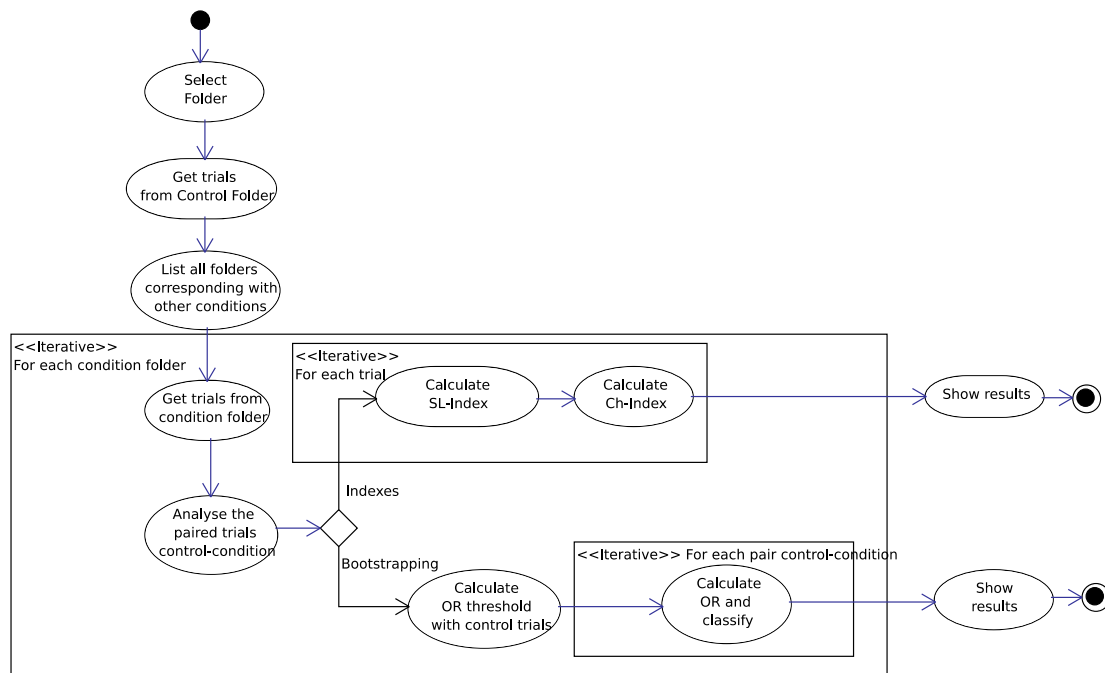 Select
Folder
Get trials
from Control Folder
List all folders
corresponding with
other conditions
<<Iterative>>
For each condition folder
Get trials from
condition folder
Analyse the
paired trials
control-condition
<<Iterative>>
For each trial
Calculate
SL-Index
Calculate
Ch-Index
Show results
Indexes
Bootstrapping
Calculate
OR threshold
with control trials
<<Iterative>> For each pair control-condition
Calculate
OR and
classify
Show
results